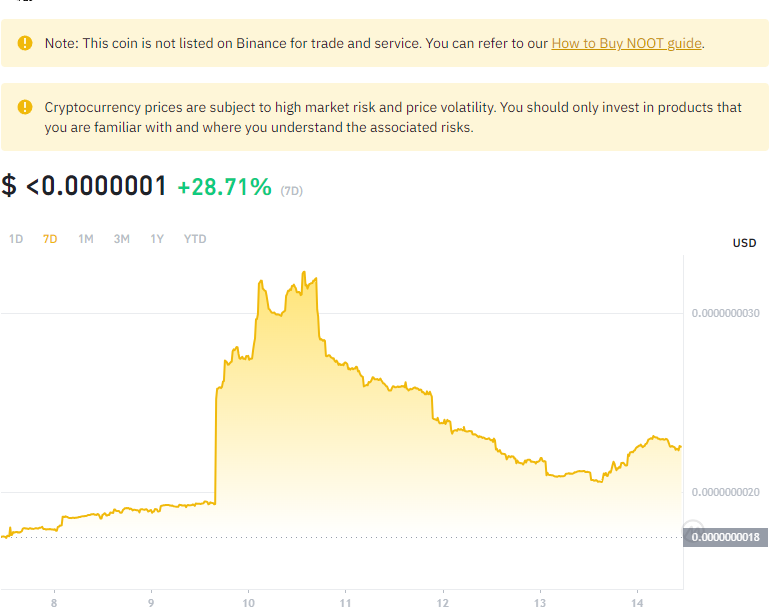 Note: This coin is not listed on Binance for trade and service. You can refer to our How to Buy NOOT guide.
Cryptocurrency prices are subject to high market risk and price volatility. You should only invest in products that
you are familiar with and where you understand the associated risks.
$ <0.0000001 +28.71% (7D)
1D 7D 1M 3M 1Y YTD
USD
0.0000000030
0.0000000020
0.0000000018
8 9 10 11 12 13 14